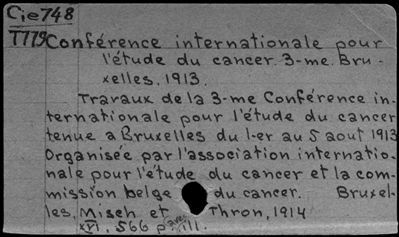 Cie748
T779 Conférence internationale pour
l'étude du cancer. 3-me. Bru-
xelles. 1913.
Travaux de la 3-me Conférence in-
ternationale pour l'étude du cancer
tenue a Bruxelles du 1-er au 5 aout 1913
Organisée par l'association internatio-
nale pour l'étude du cancer et la com-
mission belge du cancer. Bruxel-
les, Misch et Thron, 1914
XVI, 566 p. avec ill.